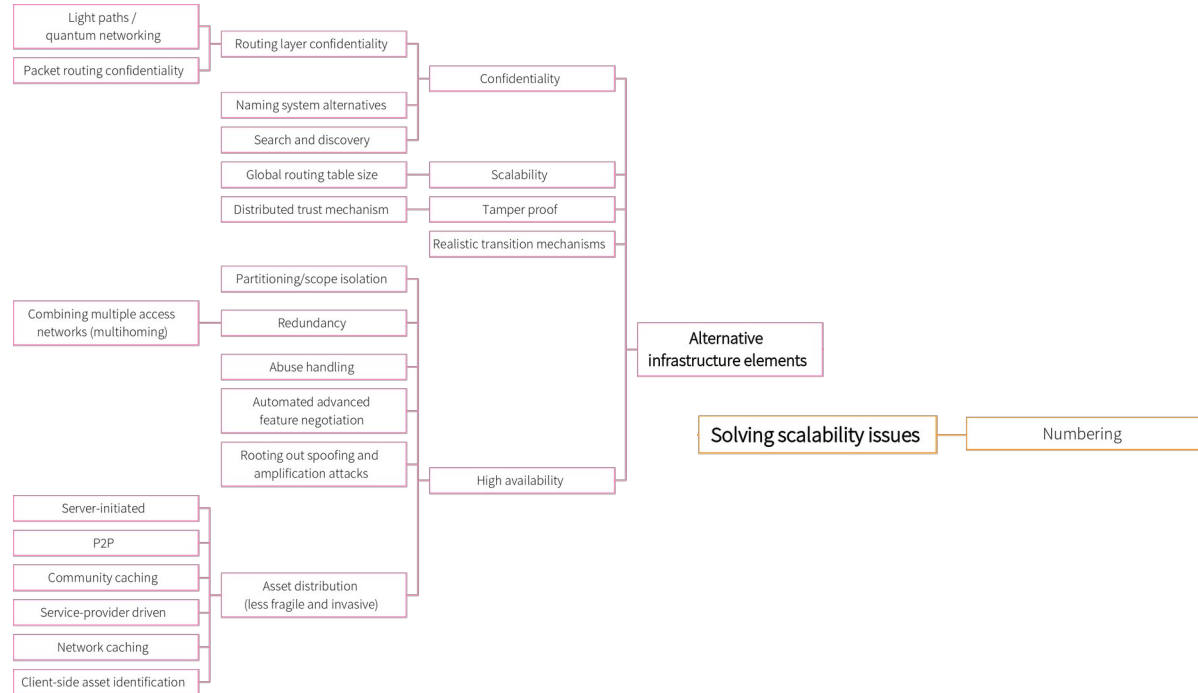 Light paths /
quantum networking
Packet routing confidentiality
Routing layer confidentiality
Naming system alternatives
Search and discovery
Confidentiality
Global routing table size
Scalability
Distributed trust mechanism
Tamper proof
Realistic transition mechanisms
Partitioning/scope isolation
Combining multiple access
networks (multihoming)
Redundancy
Abuse handling
Automated advanced
feature negotiation
Rooting out spoofing and
amplification attacks
High availability
Server-initiated
P2P
Community caching
Service-provider driven
Network caching
Client-side asset identification
Asset distribution
(less fragile and invasive)
Alternative
infrastructure elements
Solving scalability issues
Numbering